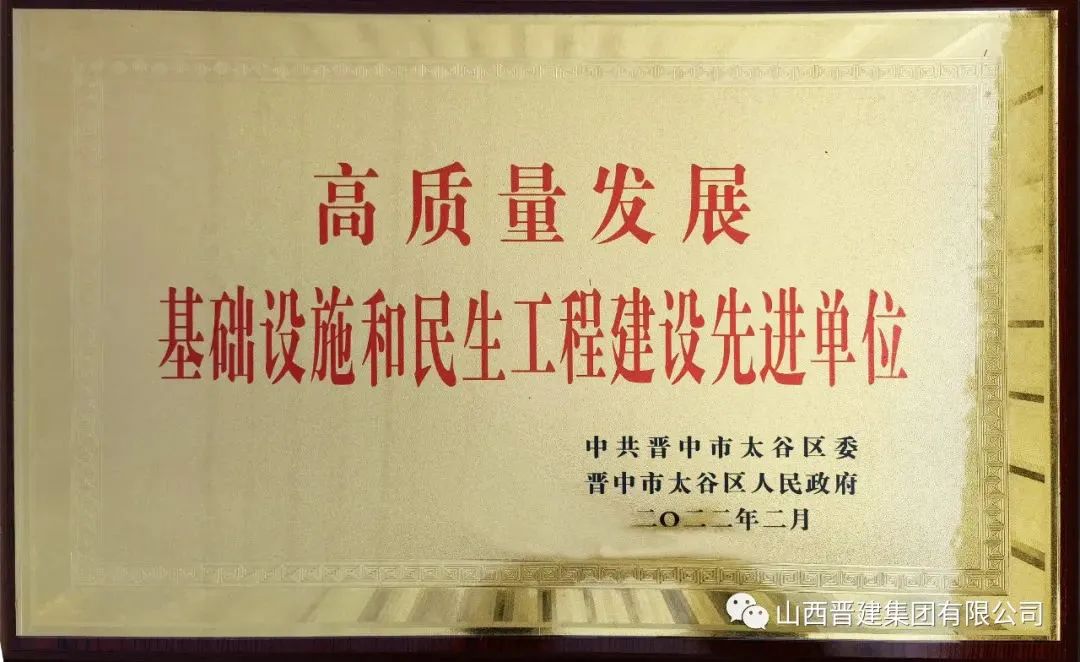 高质量发展
基础设施和民生工程建设先进单位
中共晋中市太谷区委
晋中市太谷区人民政府
二〇二二年二月
山西晋建集团有限公司